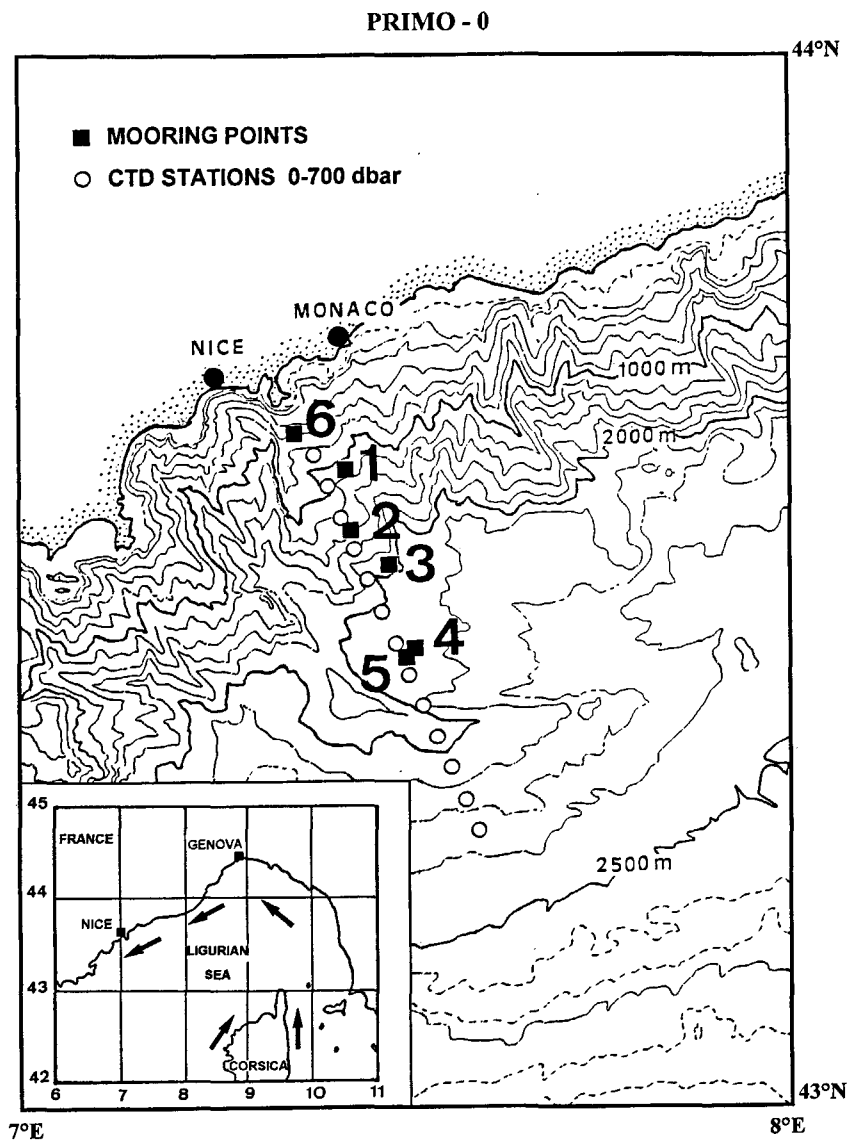 PRIMO - 0
44°N
MOORING POINTS
CTD STATIONS 0-700 dbar
MONACO
NICE
1000 m
2000 m
6
1
2
3
4
5
2500 m
45
44
43
42
FRANCE
GENOVA
NICE
LIGURIAN
SEA
CORSICA
6 7 8 9 10 11
43°N
7°E
8°E